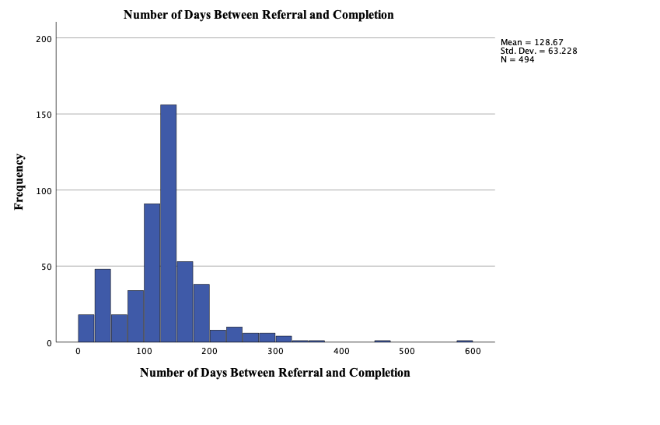 Number of Days Between Referral and Completion
Mean = 128.67
Std. Dev. = 63.228
N = 494
200
150
100
50
0
Frequency
0 100 200 300 400 500 600
Number of Days Between Referral and Completion